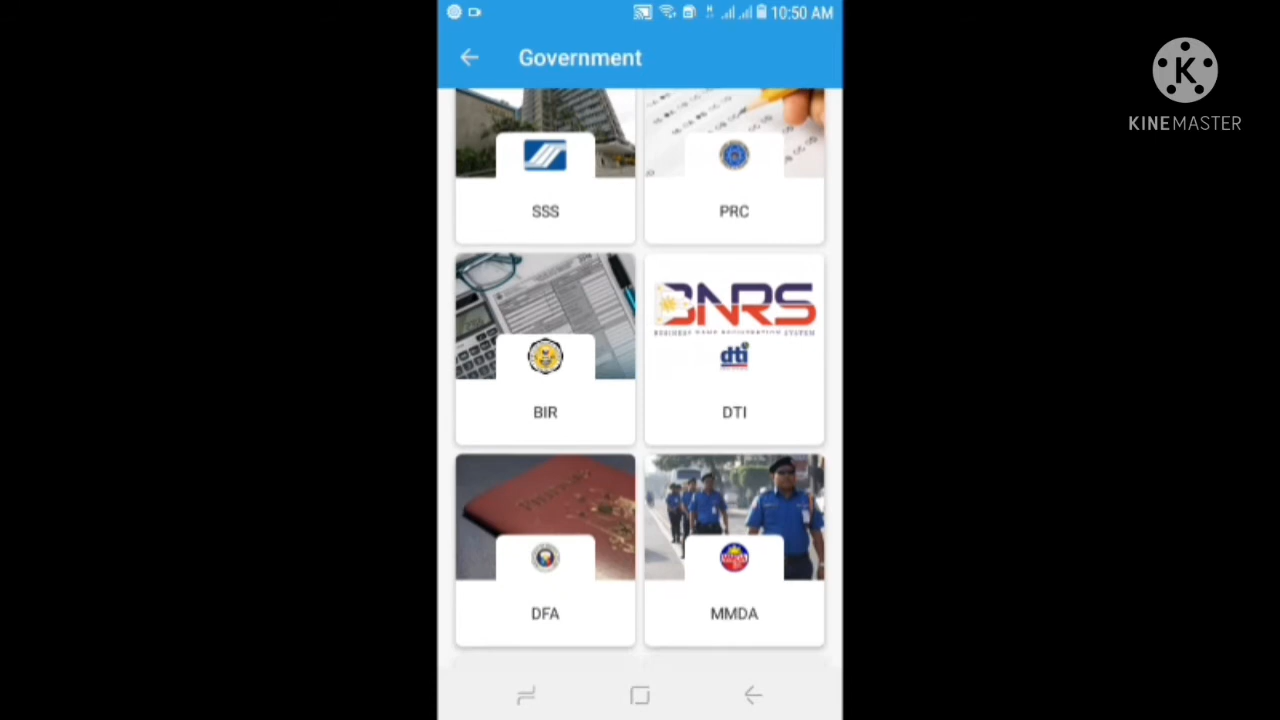 10:50 AM
Government
KINEMASTER
SSS
PRC
BNRS
BUSINESS NAME REGISTRATION SYSTEM
dti
BIR
DTI
DFA
MMDA